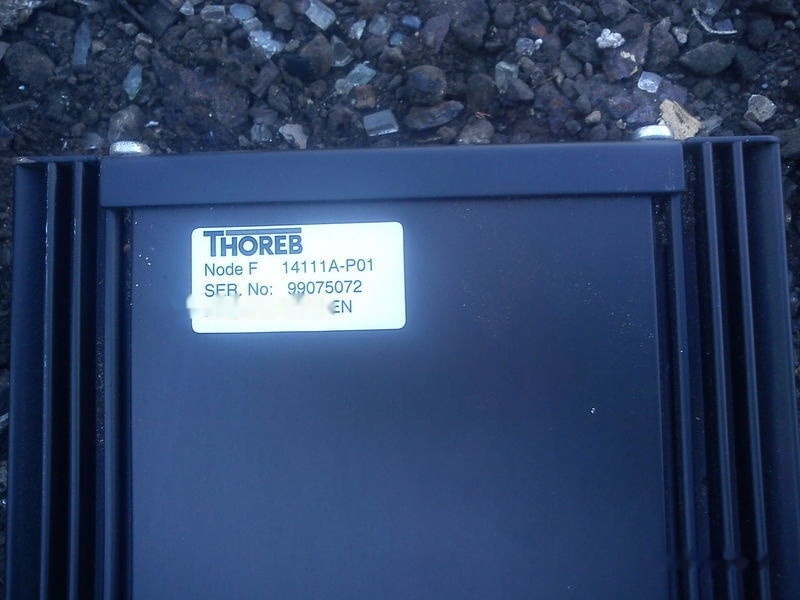 THOREB
Node F 14111A-P01
SER. No: 99075072